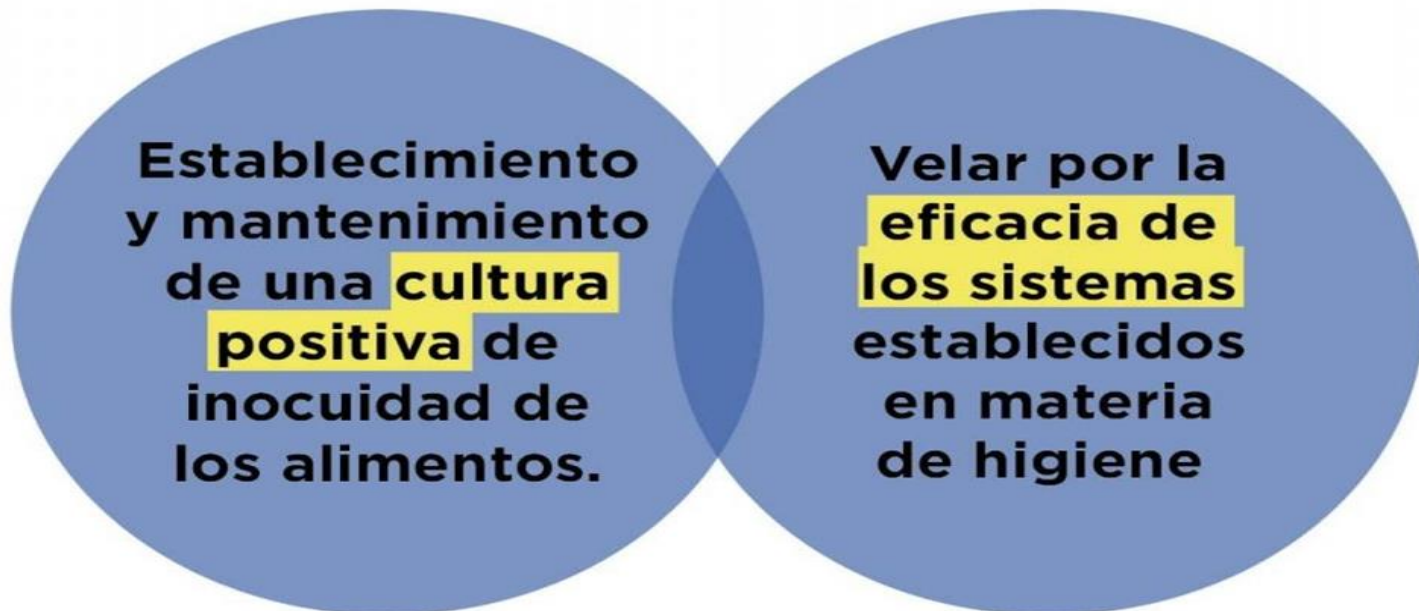 Establecimiento
y mantenimiento
de una cultura
positiva de
inocuidad de
los alimentos.
Velar por la
eficacia de
los sistemas
establecidos
en materia
de higiene